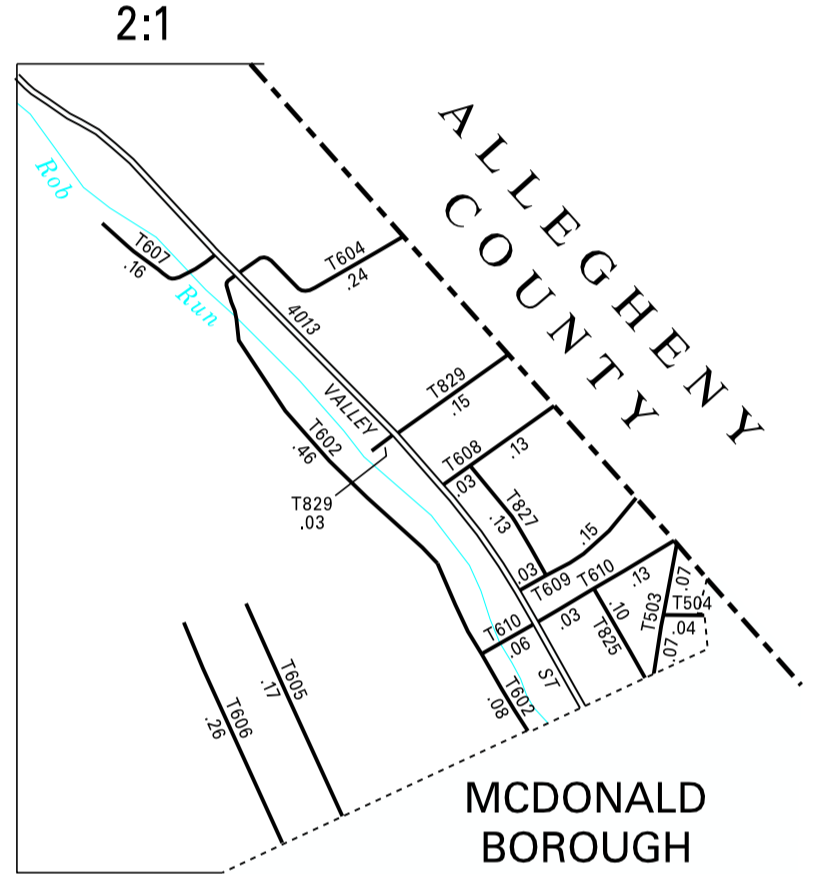 2:1
ALLEGHENY
COUNTY
Rob
Run
T607
.16
T604
.24
4013
VALLEY
T829
.15
T602
.46
T829
.03
T608
.13
.03
T827
.13
.15
.03
T609
T610
.13
.03
T610
.06
.10
T825
T503
.07
T504
.04
.07
ST
T602
.08
T605
.17
T606
.26
MCDONALD
BOROUGH